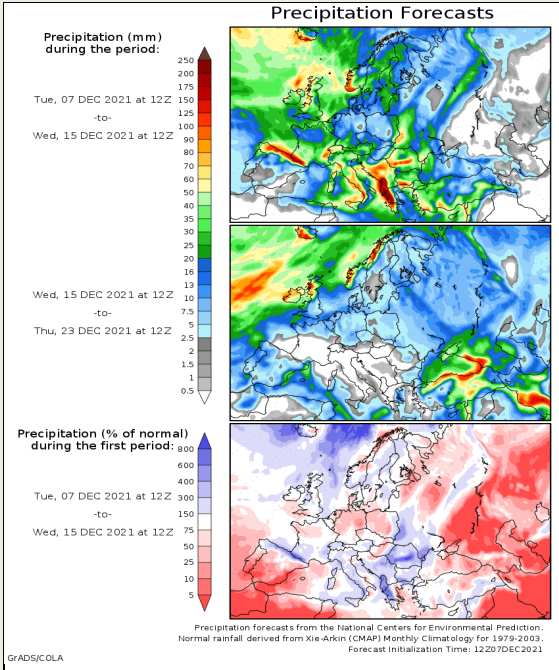 Precipitation Forecasts
Precipitation (mm)
during the period:
Tue, 07 DEC 2021 at 12Z
-to-
Wed, 15 DEC 2021 at 12Z
250
200
175
150
125
100
90
80
70
60
50
40
35
30
25
20
16
13
10
7.5
5
2.5
2
1.5
1
0.5
Wed, 15 DEC 2021 at 12Z
-to-
Thu, 23 DEC 2021 at 12Z
Precipitation (% of normal)
during the first period:
Tue, 07 DEC 2021 at 12Z
-to-
Wed, 15 DEC 2021 at 12Z
800
600
400
300
150
75
50
25
10
5
Precipitation forecasts from the National Centers for Environmental Prediction.
Normal rainfall derived from Xie-Arkin (CMAP) Monthly Climatology for 1979-2003.
Forecast Initialization Time: 12Z07DEC2021
GrADS/COLA